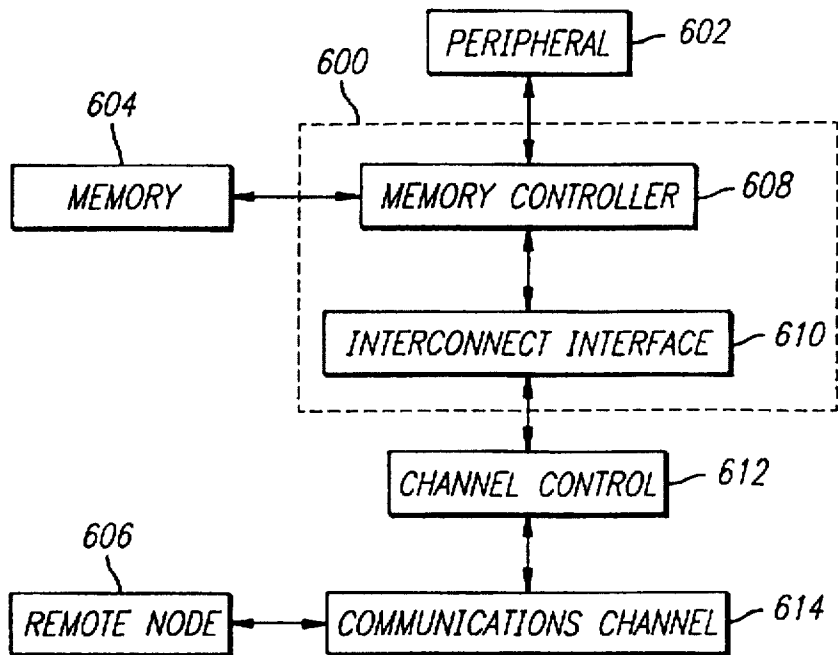 PERIPHERAL
602
600
604
MEMORY
MEMORY CONTROLLER
608
INTERCONNECT INTERFACE
610
CHANNEL CONTROL
612
606
REMOTE NODE
COMMUNICATIONS CHANNEL
614